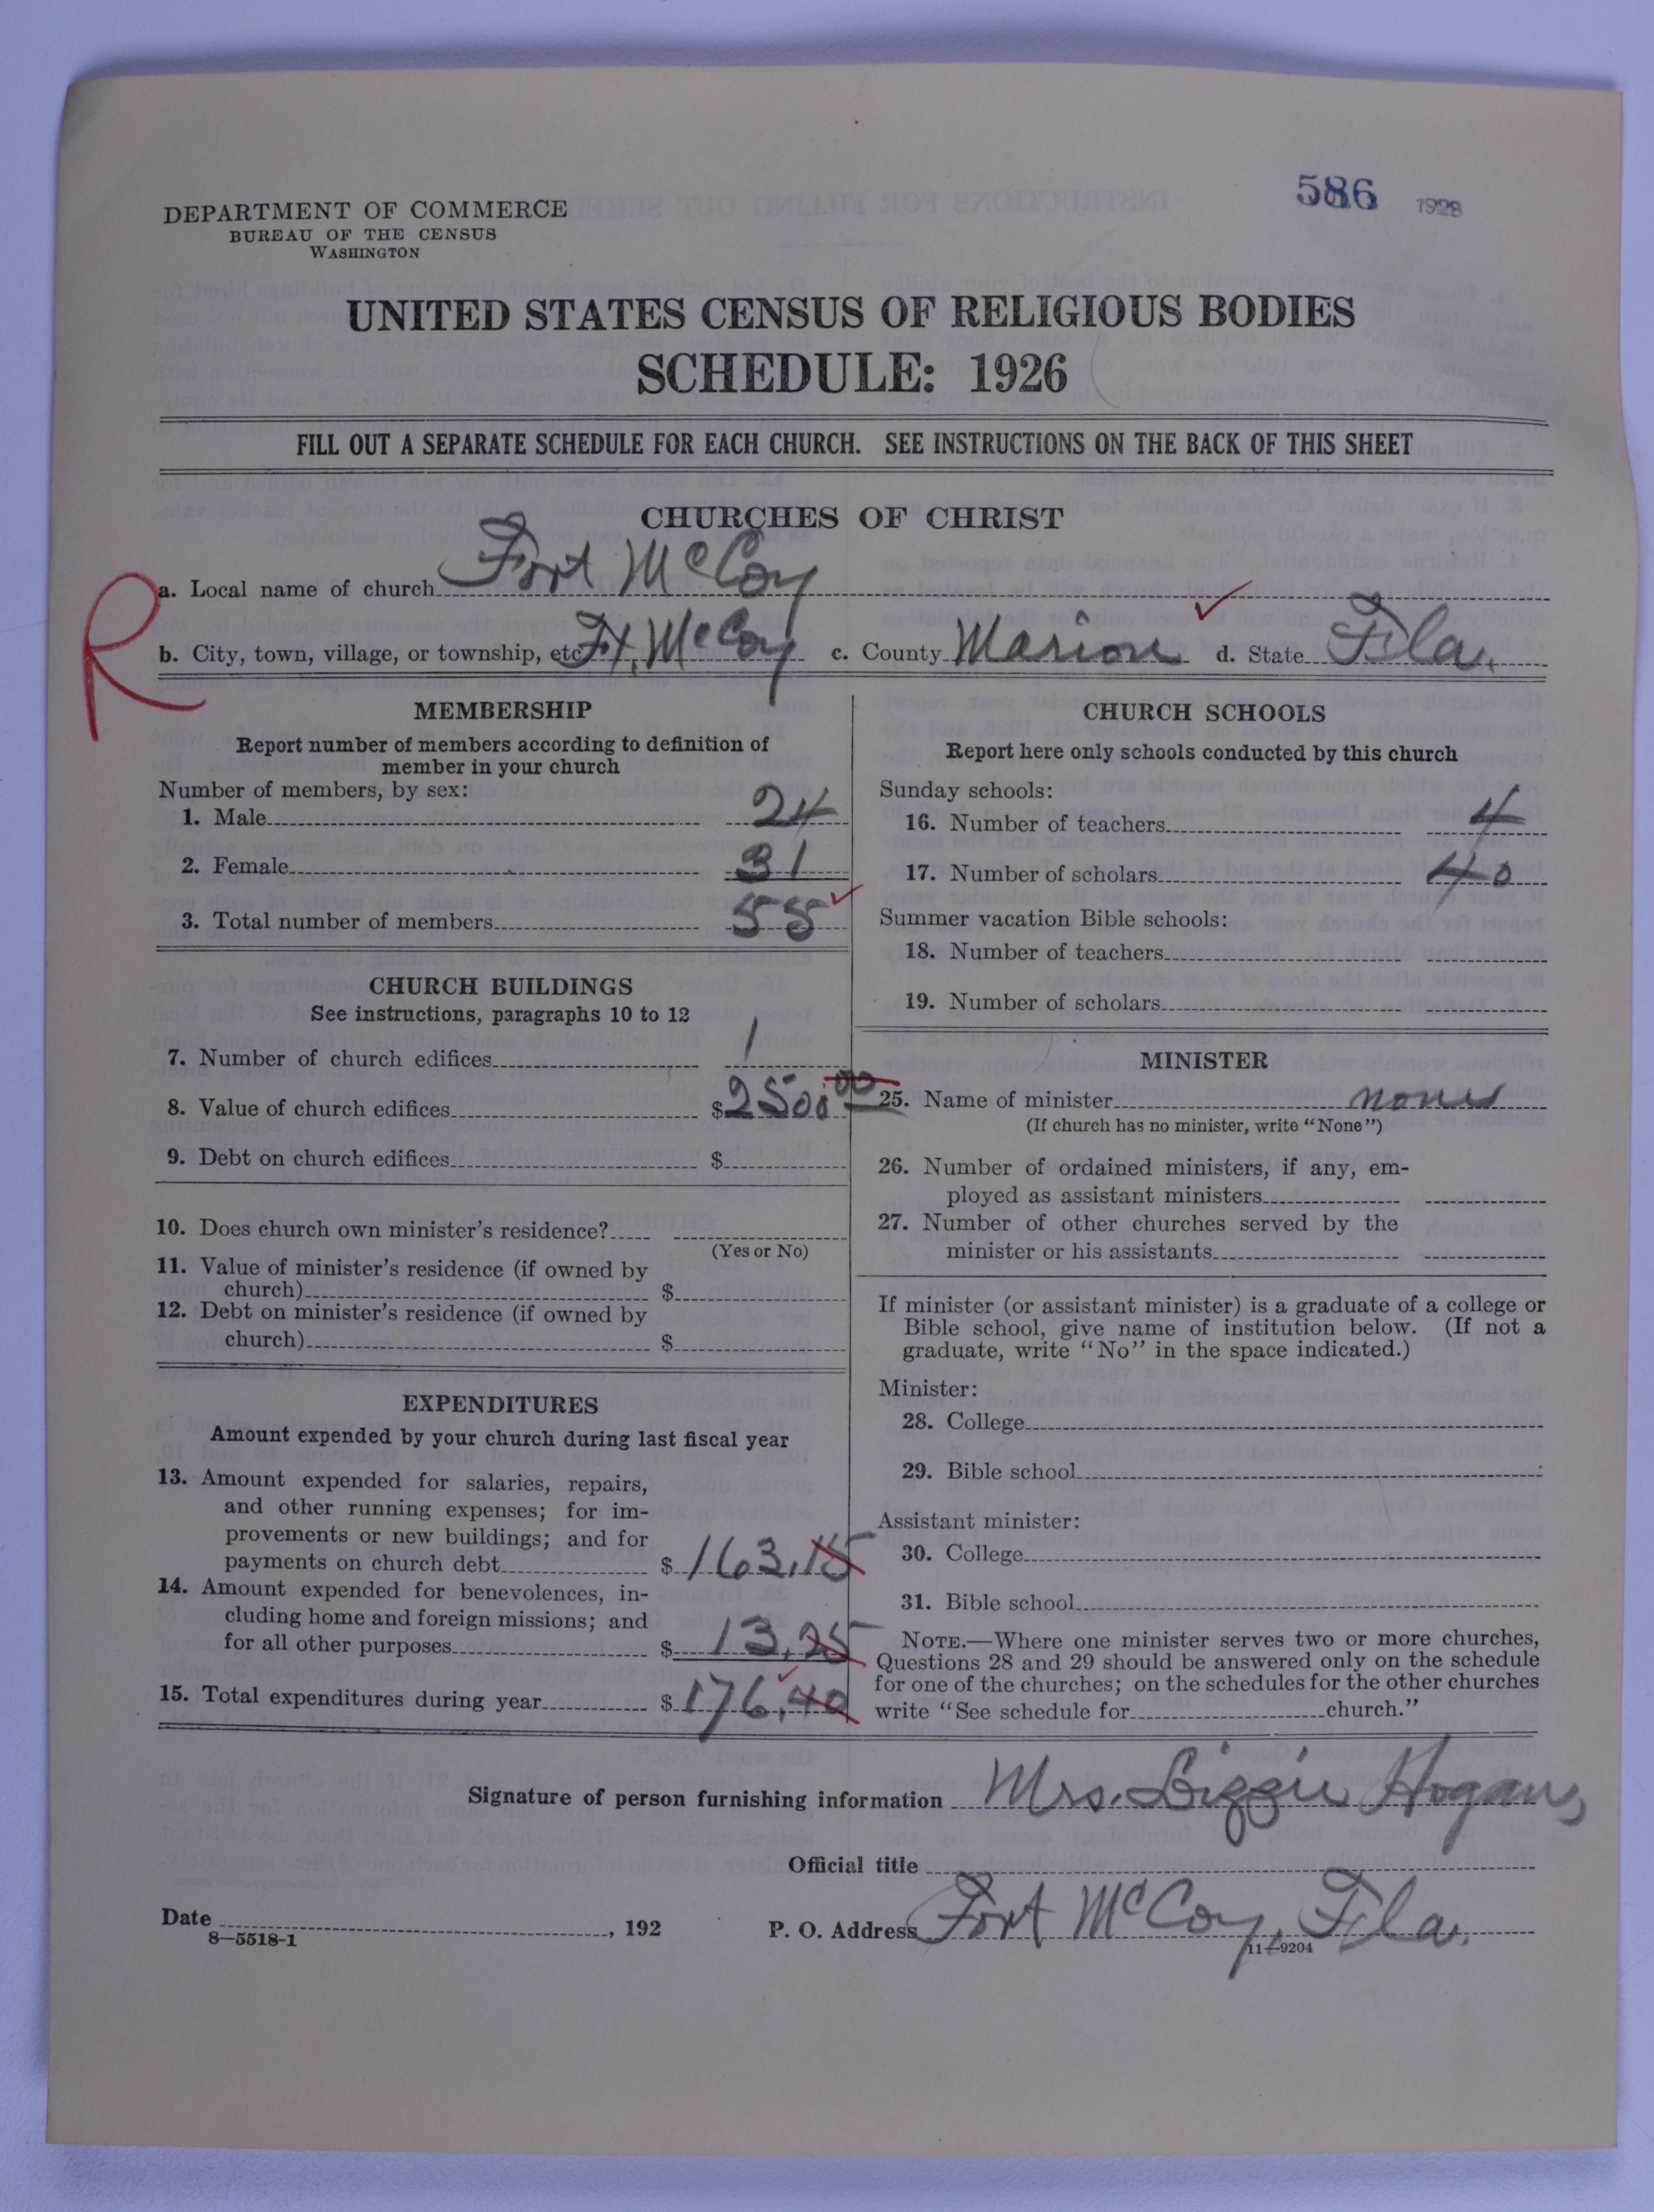 586 1928
DEPARTMENT OF COMMERCE
BUREAU OF THE CENSUS
WASHINGTON
UNITED STATES CENSUS OF RELIGIOUS BODIES
SCHEDULE: 1926
FILL OUT A SEPARATE SCHEDULE FOR EACH CHURCH. SEE INSTRUCTIONS ON THE BACK OF THIS SHEET
CHURCHES OF CHRIST
R
a. Local name of church Fort McCoy
b. City, town, village, or township, etc. Ft. McCoy c. County Marion d. State Fla.
MEMBERSHIP
Report number of members according to definition of
member in your church
Number of members, by sex:
1. Male 24
2. Female 31
3. Total number of members 55
CHURCH BUILDINGS
See instructions, paragraphs 10 to 12
7. Number of church edifices 1
8. Value of church edifices $2500 00
9. Debt on church edifices $
10. Does church own minister's residence?
(Yes or No)
11. Value of minister's residence (if owned by
church) $
12. Debt on minister's residence (if owned by
church) $
EXPENDITURES
Amount expended by your church during last fiscal year
13. Amount expended for salaries, repairs,
and other running expenses; for im-
provements or new buildings; and for
payments on church debt $ 163.15
14. Amount expended for benevolences, in-
cluding home and foreign missions; and
for all other purposes $ 13.25
15. Total expenditures during year $ 176.40
CHURCH SCHOOLS
Report here only schools conducted by this church
Sunday schools:
16. Number of teachers 4
17. Number of scholars 40
Summer vacation Bible schools:
18. Number of teachers
19. Number of scholars
MINISTER
25. Name of minister none
(If church has no minister, write "None")
26. Number of ordained ministers, if any, em-
ployed as assistant ministers
27. Number of other churches served by the
minister or his assistants
If minister (or assistant minister) is a graduate of a college or
Bible school, give name of institution below. (If not a
graduate, write "No" in the space indicated.)
Minister:
28. College
29. Bible school
Assistant minister:
30. College
31. Bible school
NOTE.—Where one minister serves two or more churches,
Questions 28 and 29 should be answered only on the schedule
for one of the churches; on the schedules for the other churches
write "See schedule for church."
Signature of person furnishing information Mrs. Lizzie Hogans
Official title
Date , 192 P. O. Address Fort McCoy, Fla.
8—5518-1 11—9204